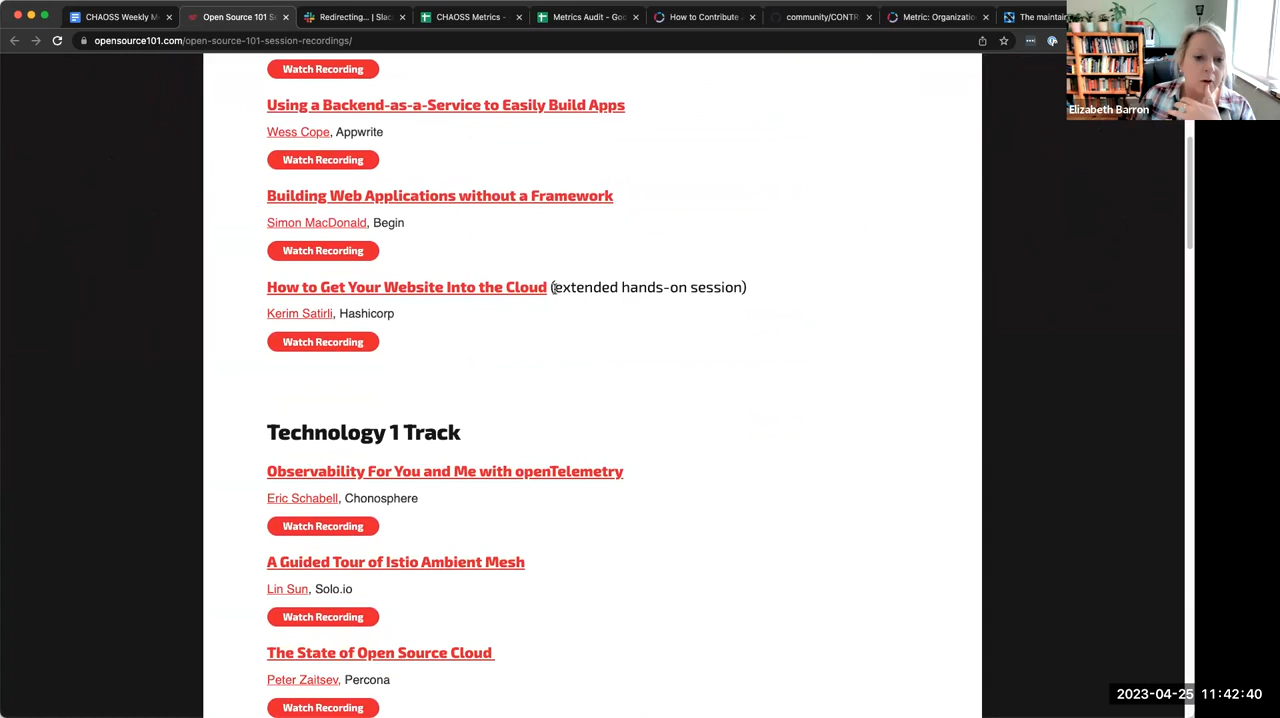 CHAOSS Weekly M
Open Source 101 S
Redirecting... | Slac
CHAOSS Metrics -
Metrics Audit - Goo
How to Contribute
community/CONTR
Metric: Organizatio
The maintai
opensource101.com/open-source-101-session-recordings/
Elizabeth Barron
Watch Recording
Using a Backend-as-a-Service to Easily Build Apps
Wess Cope, Appwrite
Watch Recording
Building Web Applications without a Framework
Simon MacDonald, Begin
Watch Recording
How to Get Your Website Into the Cloud (extended hands-on session)
Kerim Satirli, Hashicorp
Watch Recording
Technology 1 Track
Observability For You and Me with openTelemetry
Eric Schabell, Chonosphere
Watch Recording
A Guided Tour of Istio Ambient Mesh
Lin Sun, Solo.io
Watch Recording
The State of Open Source Cloud
Peter Zaitsev, Percona
Watch Recording
2023-04-25 11:42:40